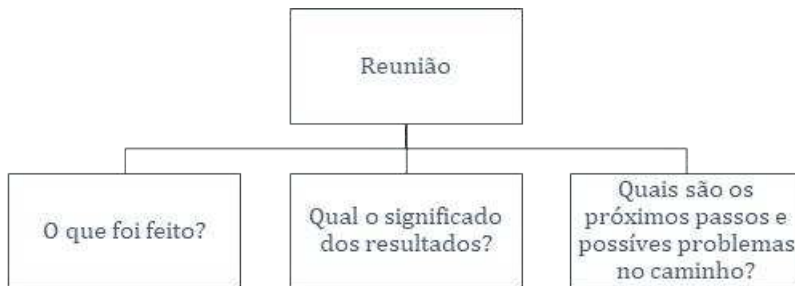 Reunião
O que foi feito?
Qual o significado
dos resultados?
Quais são os
próximos passos e
possíves problemas
no caminho?